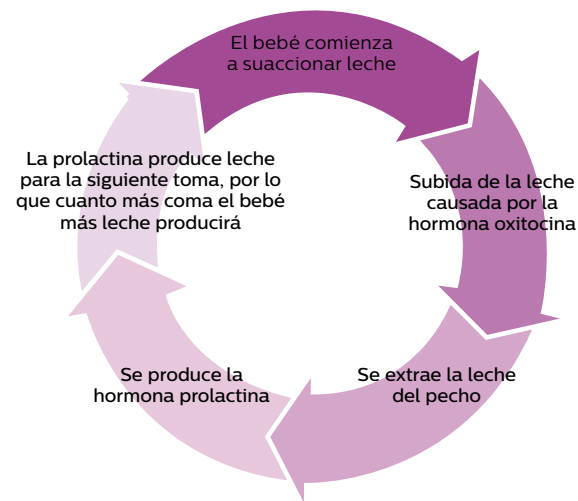 El bebé comienza
a suaccionar leche
Subida de la leche
causada por la
hormona oxitocina
Se extrae la leche
del pecho
Se produce la
hormona prolactina
La prolactina produce leche
para la siguiente toma, por lo
que cuanto más coma el bebé
más leche producirá